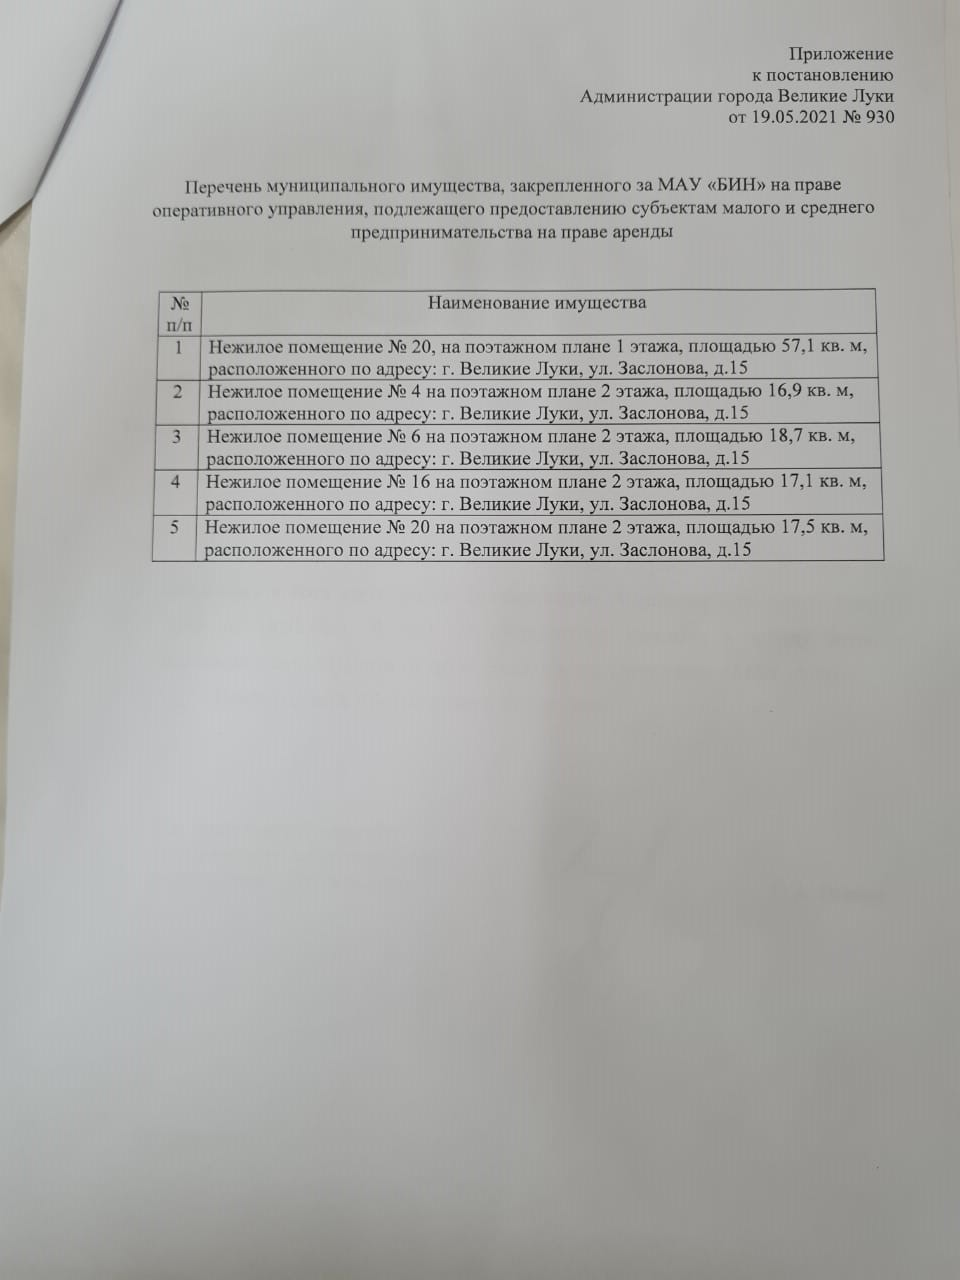 Приложение
к постановлению
Администрации города Великие Луки
от 19.05.2021 № 930
Перечень муниципального имущества, закрепленного за МАУ «БИН» на праве
оперативного управления, подлежащего предоставлению субъектам малого и среднего
предпринимательства на праве аренды
№
п/п
Наименование имущества
1
Нежилое помещение № 20, на поэтажном плане 1 этажа, площадью 57,1 кв. м,
расположенного по адресу: г. Великие Луки, ул. Заслонова, д.15
2
Нежилое помещение № 4 на поэтажном плане 2 этажа, площадью 16,9 кв. м,
расположенного по адресу: г. Великие Луки, ул. Заслонова, д.15
3
Нежилое помещение № 6 на поэтажном плане 2 этажа, площадью 18,7 кв. м,
расположенного по адресу: г. Великие Луки, ул. Заслонова, д.15
4
Нежилое помещение № 16 на поэтажном плане 2 этажа, площадью 17,1 кв. м,
расположенного по адресу: г. Великие Луки, ул. Заслонова, д.15
5
Нежилое помещение № 20 на поэтажном плане 2 этажа, площадью 17,5 кв. м,
расположенного по адресу: г. Великие Луки, ул. Заслонова, д.15